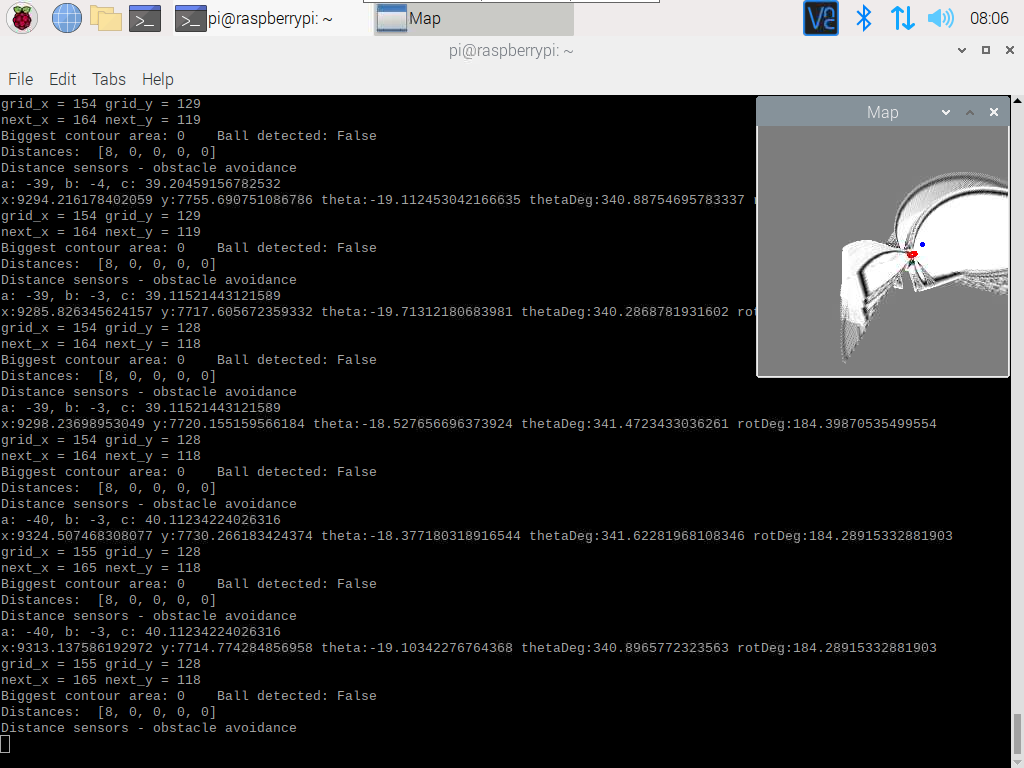 pi@raspberrypi: ~
Map
08:06
pi@raspberrypi: ~
File Edit Tabs Help
Map
grid_x = 154 grid_y = 129
next_x = 164 next_y = 119
Biggest contour area: 0    Ball detected: False
Distances:  [8, 0, 0, 0, 0]
Distance sensors - obstacle avoidance
a: -39, b: -4, c: 39.20459156782532
x:9294.216178402059 y:7755.690751086786 theta:-19.112453042166635 thetaDeg:340.88754695783337
grid_x = 154 grid_y = 129
next_x = 164 next_y = 119
Biggest contour area: 0    Ball detected: False
Distances:  [8, 0, 0, 0, 0]
Distance sensors - obstacle avoidance
a: -39, b: -3, c: 39.11521443121589
x:9285.826345624157 y:7717.605672359332 theta:-19.71312180683981 thetaDeg:340.2868781931602 rot
grid_x = 154 grid_y = 128
next_x = 164 next_y = 118
Biggest contour area: 0    Ball detected: False
Distances:  [8, 0, 0, 0, 0]
Distance sensors - obstacle avoidance
a: -39, b: -3, c: 39.11521443121589
x:9298.23698953049 y:7720.155159566184 theta:-18.527656696373924 thetaDeg:341.4723433036261 rotDeg:184.39870535499554
grid_x = 154 grid_y = 128
next_x = 164 next_y = 118
Biggest contour area: 0    Ball detected: False
Distances:  [8, 0, 0, 0, 0]
Distance sensors - obstacle avoidance
a: -40, b: -3, c: 40.11234224026316
x:9324.507468308077 y:7730.266183424374 theta:-18.377180318916544 thetaDeg:341.62281968108346 rotDeg:184.28915332881903
grid_x = 155 grid_y = 128
next_x = 165 next_y = 118
Biggest contour area: 0    Ball detected: False
Distances:  [8, 0, 0, 0, 0]
Distance sensors - obstacle avoidance
a: -40, b: -3, c: 40.11234224026316
x:9313.137586192972 y:7714.774284856958 theta:-19.10342276764368 thetaDeg:340.8965772323563 rotDeg:184.28915332881903
grid_x = 155 grid_y = 128
next_x = 165 next_y = 118
Biggest contour area: 0    Ball detected: False
Distances:  [8, 0, 0, 0, 0]
Distance sensors - obstacle avoidance